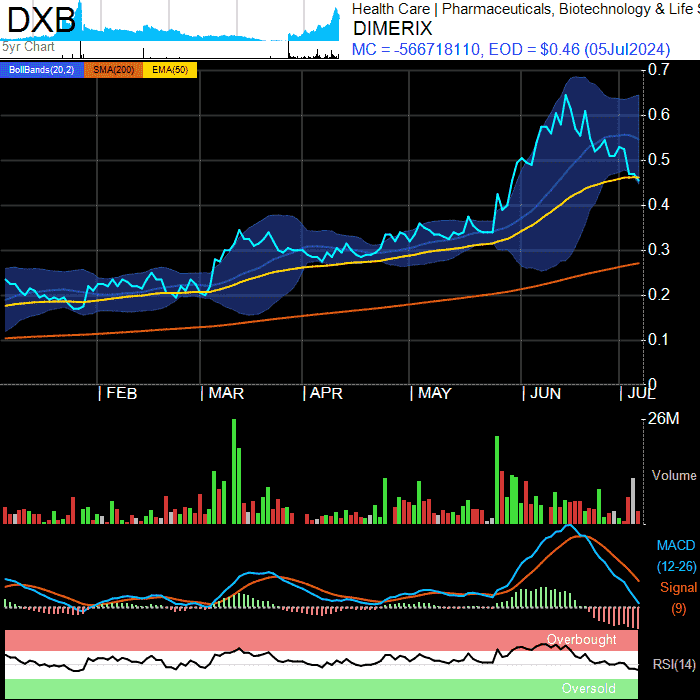 DXB
Health Care | Pharmaceuticals, Biotechnology & Life S
DIMERIX
MC = -566718110, EOD = $0.46 (05Jul2024)
5yr Chart
BollBands(20,2) SMA(200) EMA(50)
0.7
0.6
0.5
0.4
0.3
0.2
0.1
0
| FEB | MAR | APR | MAY | JUN | JUL
26M
Volume
MACD
(12-26)
Signal
(9)
Overbought
RSI(14)
Oversold